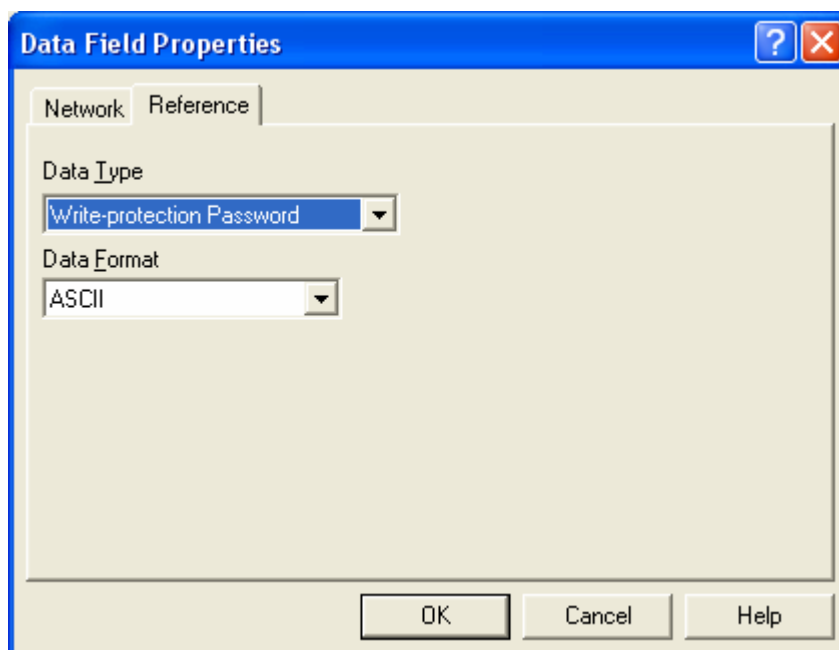 Data Field Properties
Network Reference
Data Type
Write-protection Password
Data Format
ASCII
OK Cancel Help